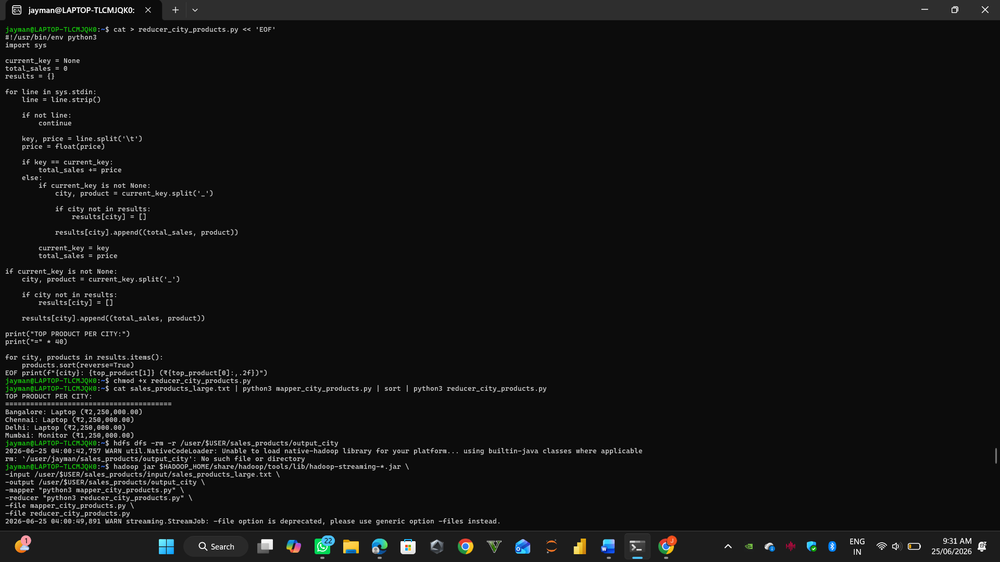 jayman@LAPTOP-TLCMJQK0:
jayman@LAPTOP-TLCMJQK0:~$ cat > reducer_city_products.py << 'EOF'
#!/usr/bin/env python3
import sys
current_key = None
total_sales = 0
results = {}
for line in sys.stdin:
    line = line.strip()
    if not line:
        continue
    key, price = line.split('\t')
    price = float(price)
    if key == current_key:
        total_sales += price
    else:
        if current_key is not None:
            city, product = current_key.split('_')
            if city not in results:
                results[city] = []
            results[city].append((total_sales, product))
        current_key = key
        total_sales = price
if current_key is not None:
    city, product = current_key.split('_')
    if city not in results:
        results[city] = []
    results[city].append((total_sales, product))
print("TOP PRODUCT PER CITY:")
print("=" * 40)
for city, products in results.items():
    products.sort(reverse=True)
EOF print(f"{city}: {top_product[1]} (₹{top_product[0]:,.2f})")
jayman@LAPTOP-TLCMJQK0:~$ chmod +x reducer_city_products.py
jayman@LAPTOP-TLCMJQK0:~$ cat sales_products_large.txt | python3 mapper_city_products.py | sort | python3 reducer_city_products.py
TOP PRODUCT PER CITY:
========================================
Bangalore: Laptop (₹2,250,000.00)
Chennai: Laptop (₹2,250,000.00)
Delhi: Laptop (₹2,250,000.00)
Mumbai: Monitor (₹1,250,000.00)
jayman@LAPTOP-TLCMJQK0:~$ hdfs dfs -rm -r /user/$USER/sales_products/output_city
2026-06-25 04:00:42,757 WARN util.NativeCodeLoader: Unable to load native-hadoop library for your platform... using builtin-java classes where applicable
rm: `/user/jayman/sales_products/output_city': No such file or directory
jayman@LAPTOP-TLCMJQK0:~$ hadoop jar $HADOOP_HOME/share/hadoop/tools/lib/hadoop-streaming-*.jar \
-input /user/$USER/sales_products/input/sales_products_large.txt \
-output /user/$USER/sales_products/output_city \
-mapper "python3 mapper_city_products.py" \
-reducer "python3 reducer_city_products.py" \
-file mapper_city_products.py \
-file reducer_city_products.py
2026-06-25 04:00:49,891 WARN streaming.StreamJob: -file option is deprecated, please use generic option -files instead.
1
Search
22
J
ENG
IN
9:31 AM
25/06/2026